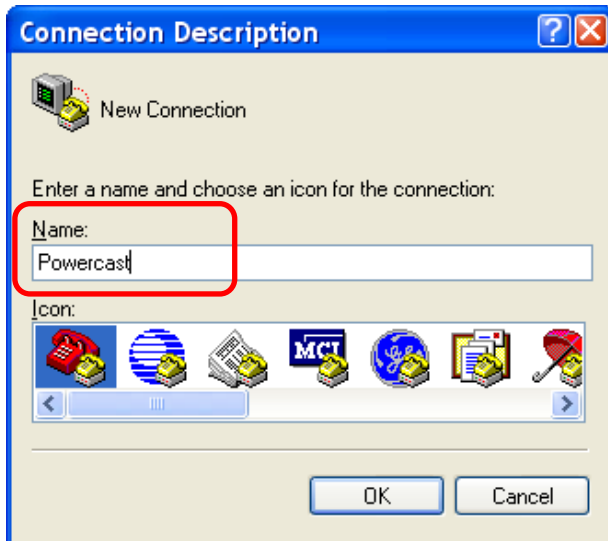 Connection Description
New Connection
Enter a name and choose an icon for the connection:
Name:
Powercast
Icon:
MCI
OK
Cancel